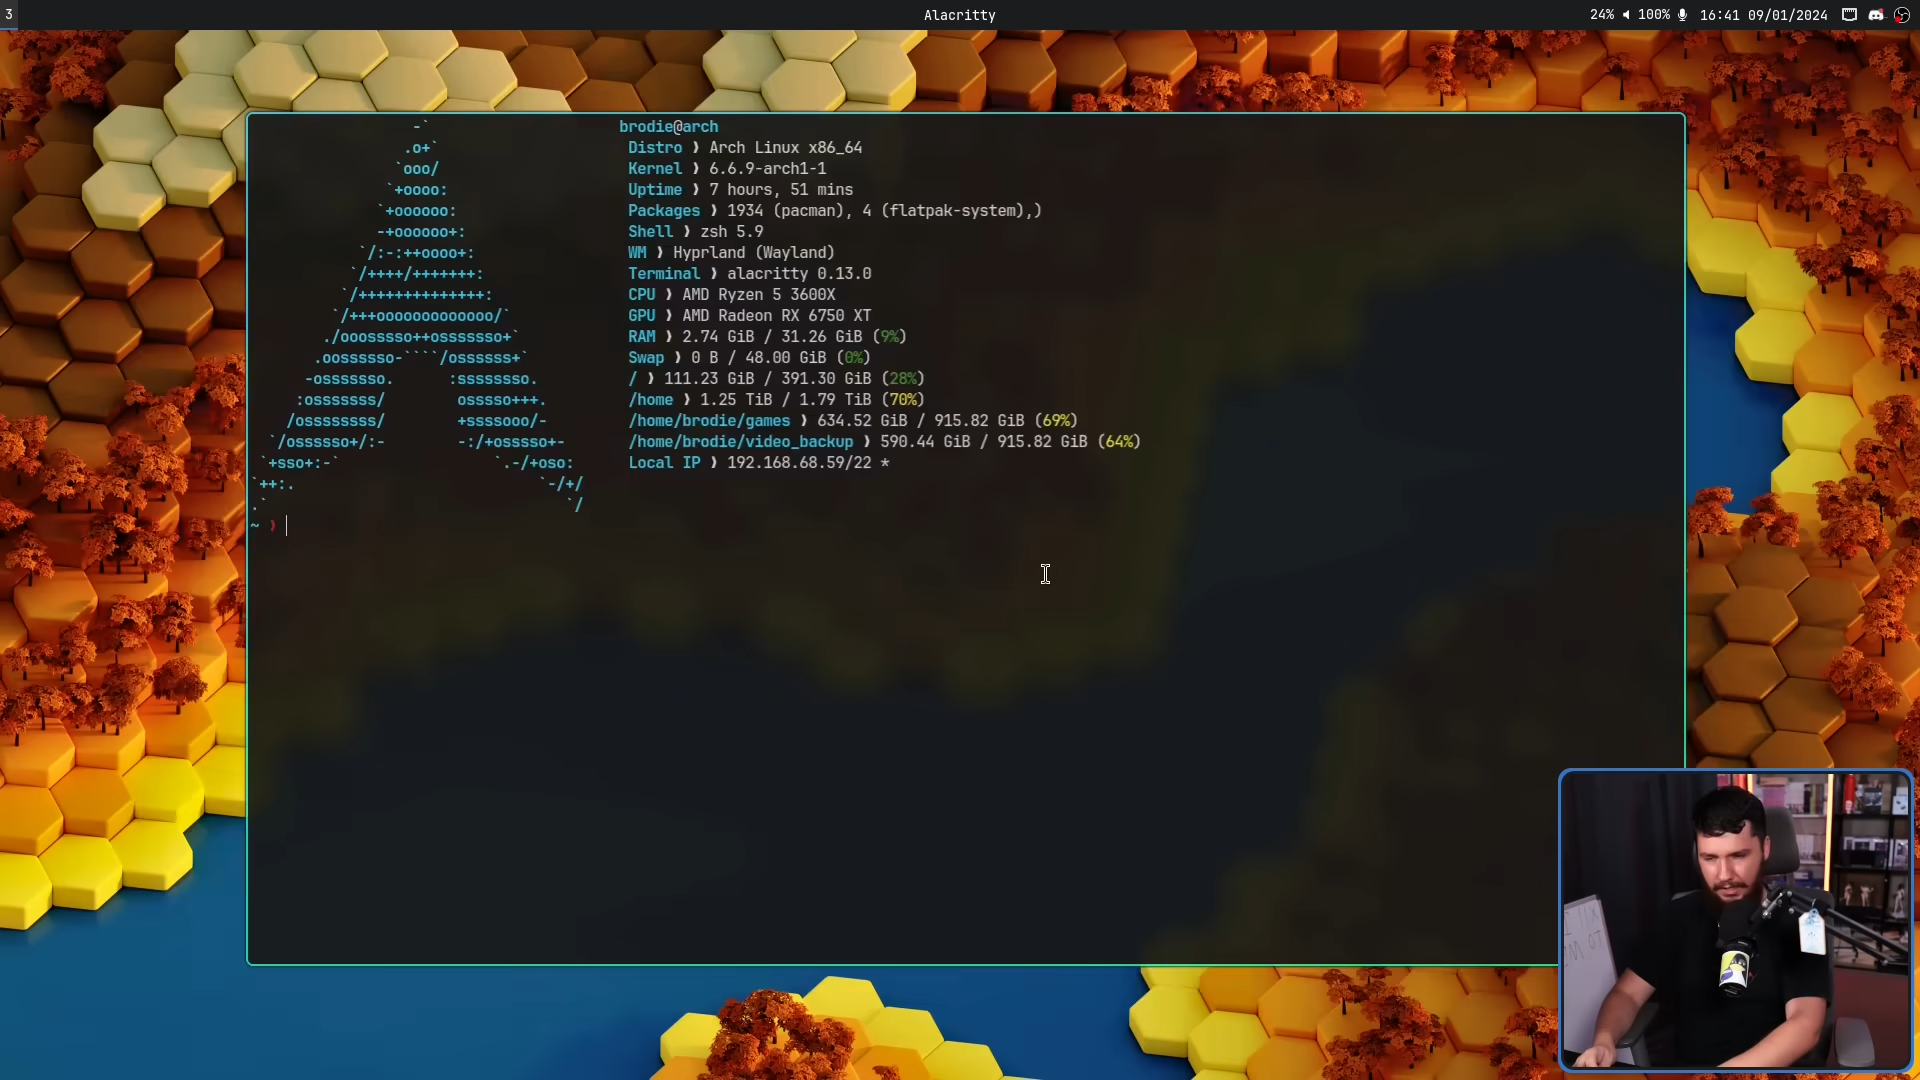 3
Alacritty
24% 100% 16:41 09/01/2024
brodie@arch
Distro ❫ Arch Linux x86_64
Kernel ❫ 6.6.9-arch1-1
Uptime ❫ 7 hours, 51 mins
Packages ❫ 1934 (pacman), 4 (flatpak-system),)
Shell ❫ zsh 5.9
WM ❫ Hyprland (Wayland)
Terminal ❫ alacritty 0.13.0
CPU ❫ AMD Ryzen 5 3600X
GPU ❫ AMD Radeon RX 6750 XT
RAM ❫ 2.74 GiB / 31.26 GiB (9%)
Swap ❫ 0 B / 48.00 GiB (0%)
/ ❫ 111.23 GiB / 391.30 GiB (28%)
/home ❫ 1.25 TiB / 1.79 TiB (70%)
/home/brodie/games ❫ 634.52 GiB / 915.82 GiB (69%)
/home/brodie/video_backup ❫ 590.44 GiB / 915.82 GiB (64%)
Local IP ❫ 192.168.68.59/22 *
~ ❫